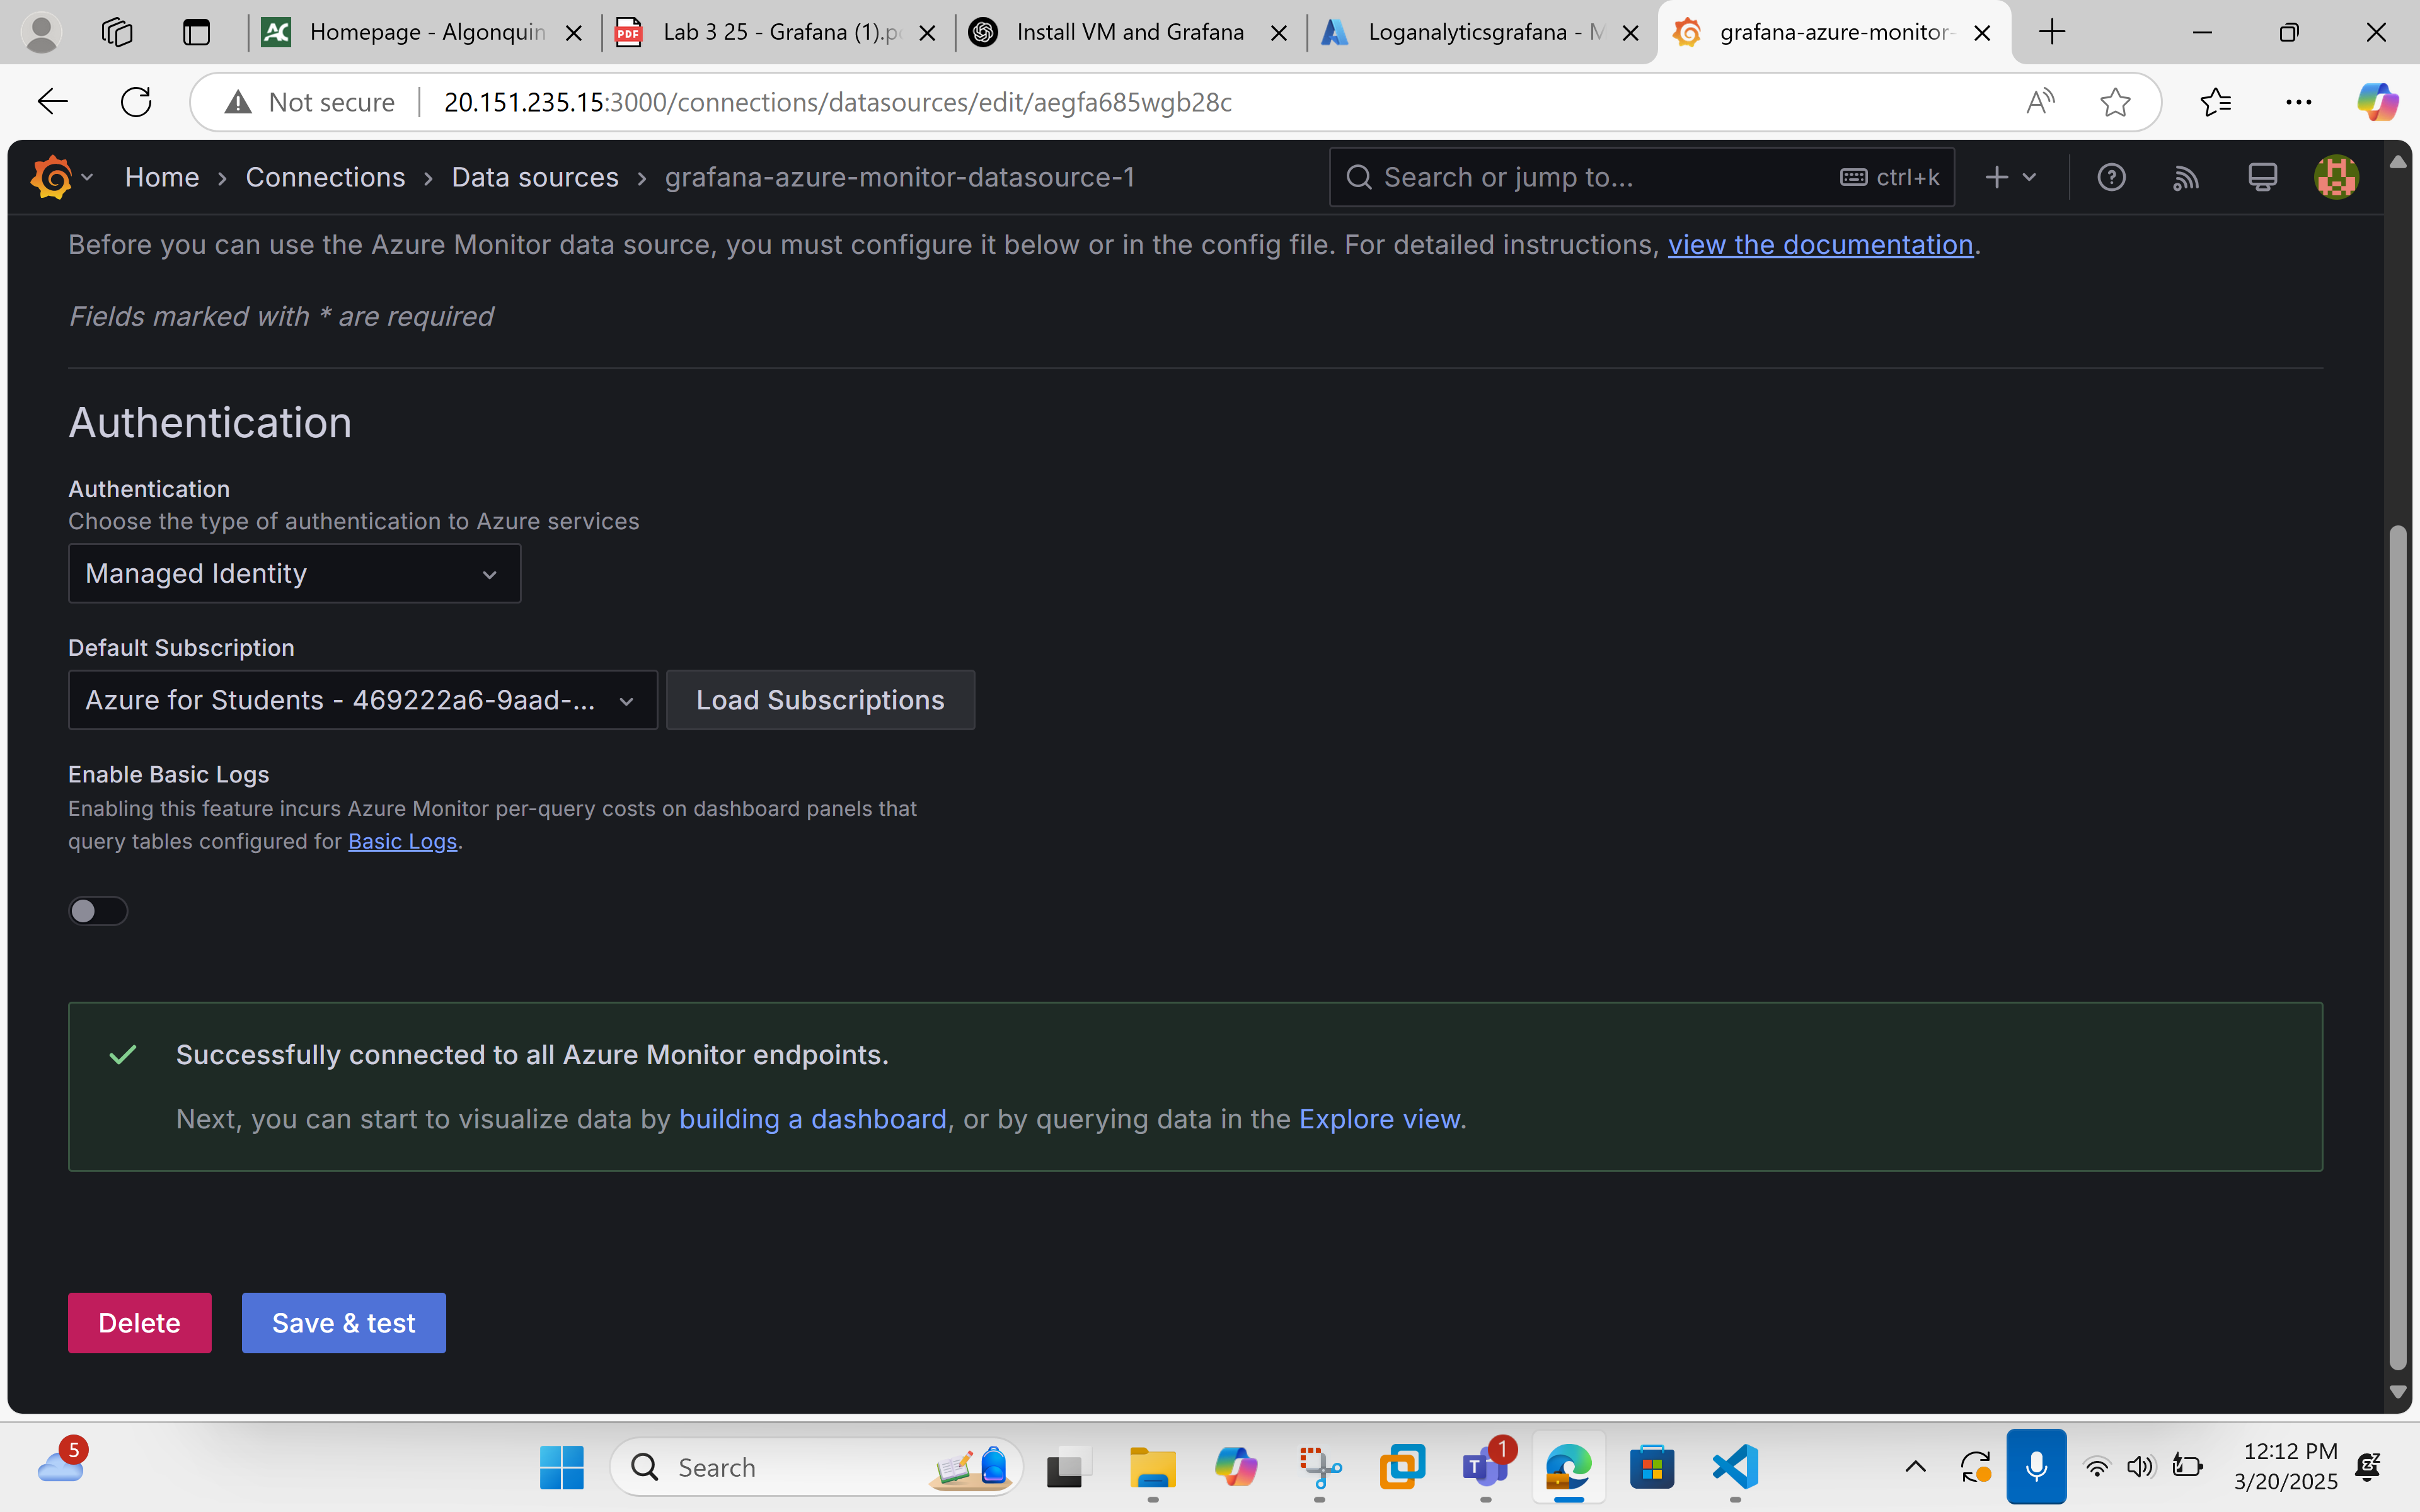 Homepage - Algonquin
Lab 3 25 - Grafana (1).p
Install VM and Grafana
Loganalyticsgrafana - M
grafana-azure-monitor-
Not secure
20.151.235.15:3000/connections/datasources/edit/aegfa685wgb28c
Home > Connections > Data sources > grafana-azure-monitor-datasource-1
Search or jump to...
ctrl+k
Before you can use the Azure Monitor data source, you must configure it below or in the config file. For detailed instructions, view the documentation.
Fields marked with * are required
Authentication
Authentication
Choose the type of authentication to Azure services
Managed Identity
Default Subscription
Azure for Students - 469222a6-9aad-...
Load Subscriptions
Enable Basic Logs
Enabling this feature incurs Azure Monitor per-query costs on dashboard panels that
query tables configured for Basic Logs.
Successfully connected to all Azure Monitor endpoints.
Next, you can start to visualize data by building a dashboard, or by querying data in the Explore view.
Delete
Save & test
5
Search
1
12:12 PM
3/20/2025